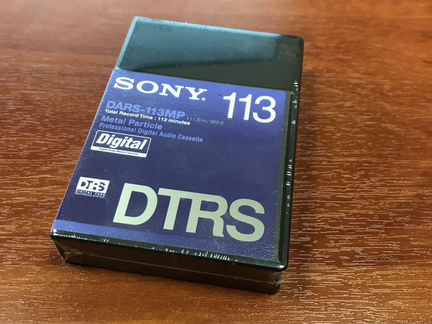 SONY® 113
DARS-113MP
Total Record Time : 113 minutes
Metal Particle
Professional Digital Audio Cassette
Digital
DTRS
DTRS